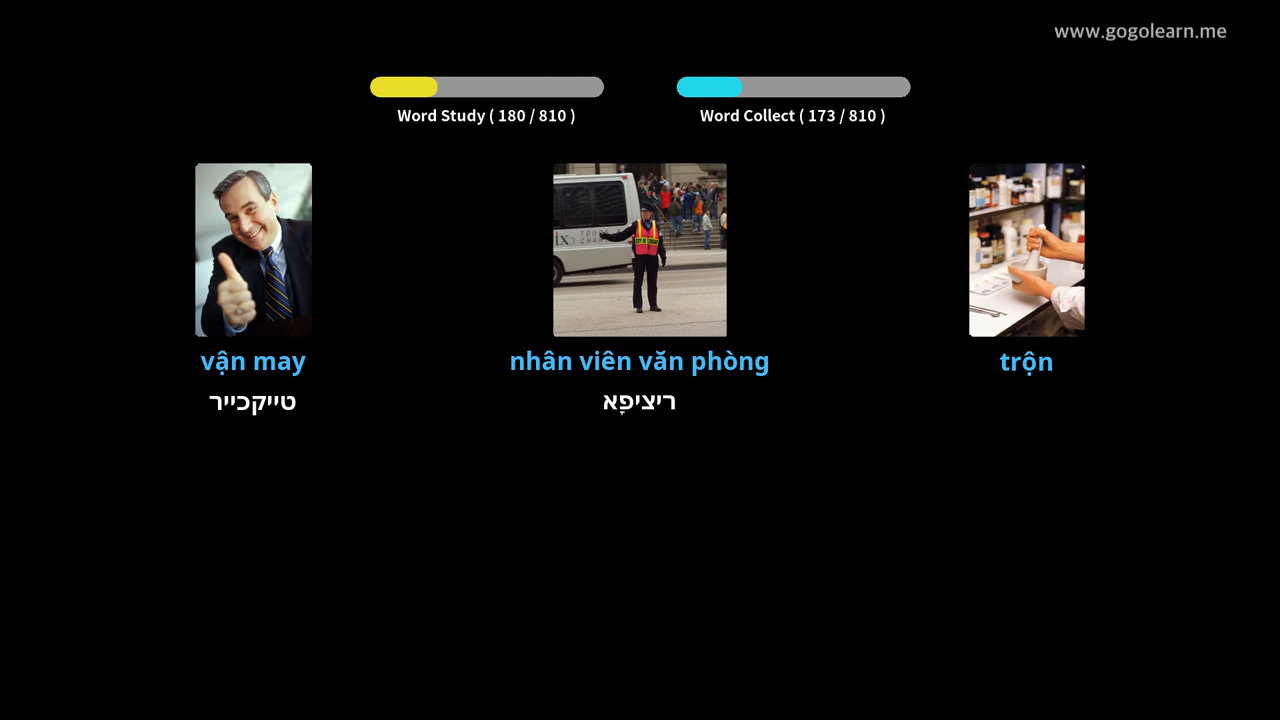 www.gogolearn.me
Word Study ( 180 / 810 )
Word Collect ( 173 / 810 )
vận may
nhân viên văn phòng
trộn
טייקכייר
ריציפָא